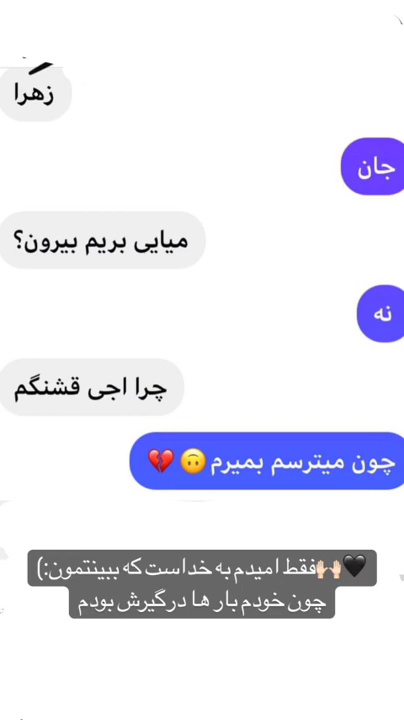 زهرا
جان
میایی بریم بیرون؟
نه
چرا اجی قشنگم
چون میترسم بمیرم🙃💔
🖤🙌🏻فقط امیدم به خداست که ببینتمون:)
چون خودم بار ها درگیرش بودم